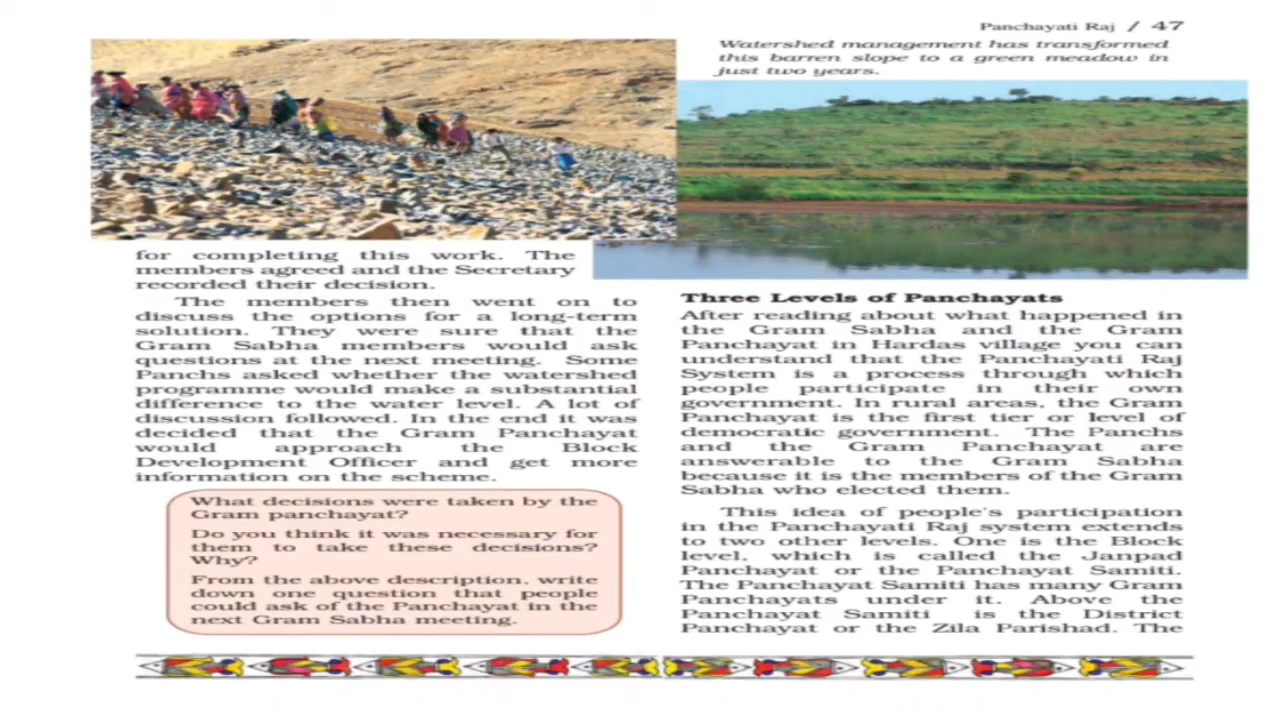 Panchayati Raj / 47
Watershed management has transformed
this barren slope to a green meadow in
just two years.
for completing this work. The
members agreed and the Secretary
recorded their decision.
The members then went on to
discuss the options for a long-term
solution. They were sure that the
Gram Sabha members would ask
questions at the next meeting. Some
Panchs asked whether the watershed
programme would make a substantial
difference to the water level. A lot of
discussion followed. In the end it was
decided that the Gram Panchayat
would approach the Block
Development Officer and get more
information on the scheme.
What decisions were taken by the
Gram panchayat?
Do you think it was necessary for
them to take these decisions?
Why?
From the above description, write
down one question that people
could ask of the Panchayat in the
next Gram Sabha meeting.
Three Levels of Panchayats
After reading about what happened in
the Gram Sabha and the Gram
Panchayat in Hardas village you can
understand that the Panchayati Raj
System is a process through which
people participate in their own
government. In rural areas, the Gram
Panchayat is the first tier or level of
democratic government. The Panchs
and the Gram Panchayat are
answerable to the Gram Sabha
because it is the members of the Gram
Sabha who elected them.
This idea of people's participation
in the Panchayati Raj system extends
to two other levels. One is the Block
level, which is called the Janpad
Panchayat or the Panchayat Samiti.
The Panchayat Samiti has many Gram
Panchayats under it. Above the
Panchayat Samiti is the District
Panchayat or the Zila Parishad. The